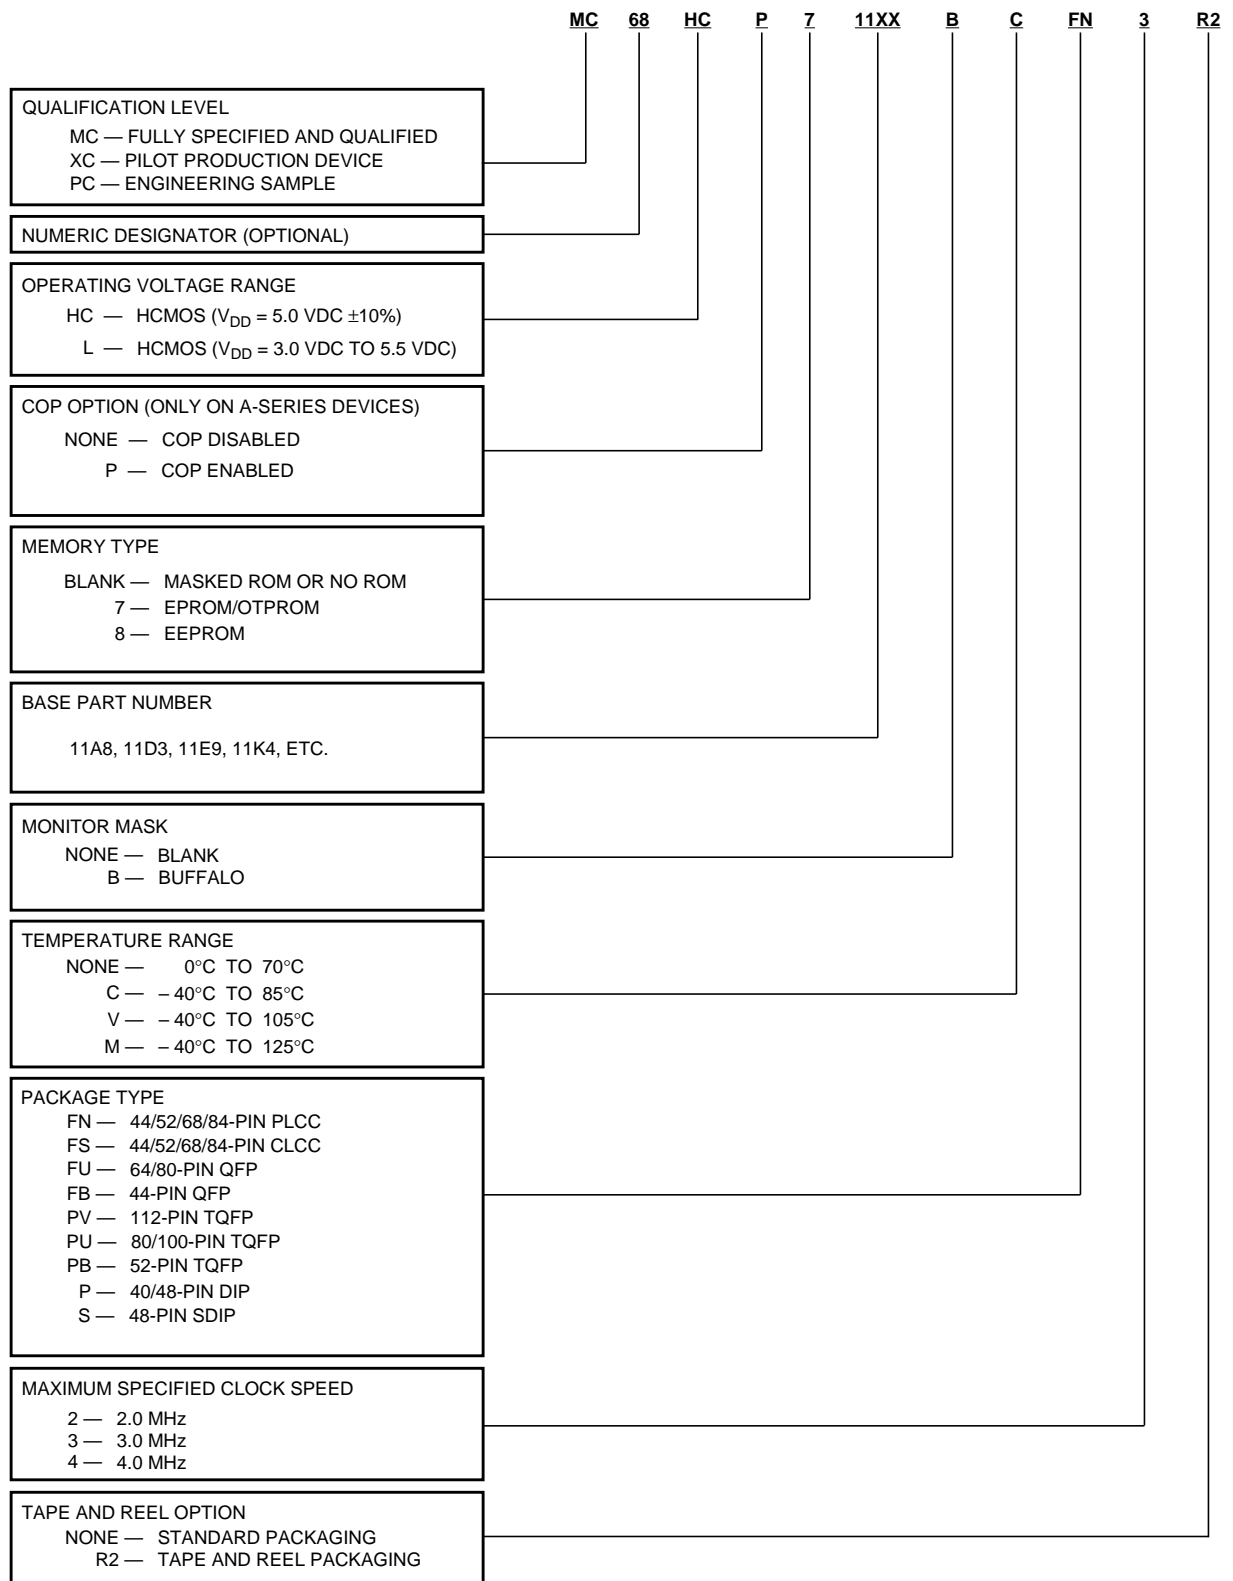 MC 68 HC P 7 11XX B C FN 3 R2
QUALIFICATION LEVEL
MC — FULLY SPECIFIED AND QUALIFIED
XC — PILOT PRODUCTION DEVICE
PC — ENGINEERING SAMPLE
NUMERIC DESIGNATOR (OPTIONAL)
OPERATING VOLTAGE RANGE
HC — HCMOS (VDD = 5.0 VDC ±10%)
L — HCMOS (VDD = 3.0 VDC TO 5.5 VDC)
COP OPTION (ONLY ON A-SERIES DEVICES)
NONE — COP DISABLED
P — COP ENABLED
MEMORY TYPE
BLANK — MASKED ROM OR NO ROM
7 — EPROM/OTPROM
8 — EEPROM
BASE PART NUMBER
11A8, 11D3, 11E9, 11K4, ETC.
MONITOR MASK
NONE — BLANK
B — BUFFALO
TEMPERATURE RANGE
NONE — 0°C TO 70°C
C — – 40°C TO 85°C
V — – 40°C TO 105°C
M — – 40°C TO 125°C
PACKAGE TYPE
FN — 44/52/68/84-PIN PLCC
FS — 44/52/68/84-PIN CLCC
FU — 64/80-PIN QFP
FB — 44-PIN QFP
PV — 112-PIN TQFP
PU — 80/100-PIN TQFP
PB — 52-PIN TQFP
P — 40/48-PIN DIP
S — 48-PIN SDIP
MAXIMUM SPECIFIED CLOCK SPEED
2 — 2.0 MHz
3 — 3.0 MHz
4 — 4.0 MHz
TAPE AND REEL OPTION
NONE — STANDARD PACKAGING
R2 — TAPE AND REEL PACKAGING